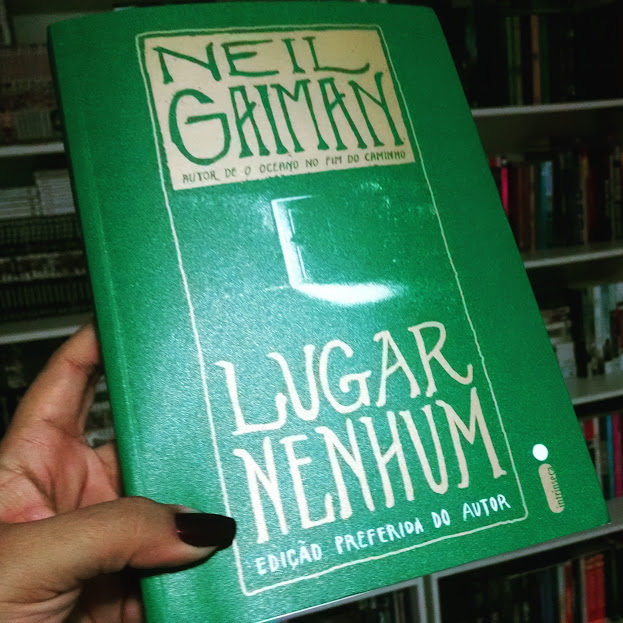 NEIL
GAIMAN
AUTOR DE O OCEANO NO FIM DO CAMINHO
LUGAR
NENHUM
EDIÇÃO PREFERIDA DO AUTOR
intrínseca